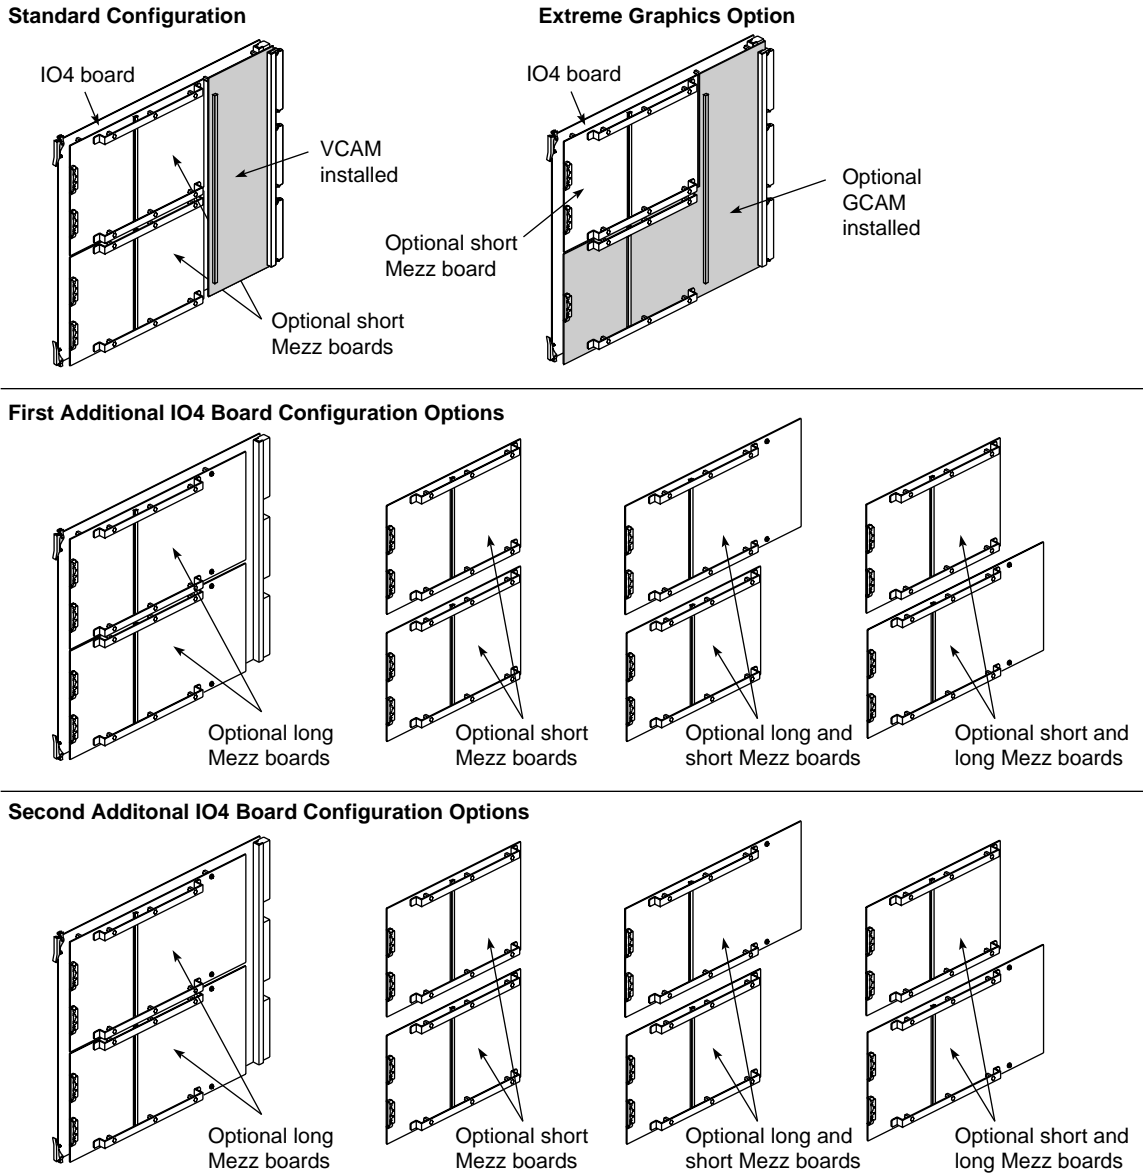 Standard Configuration
IO4 board
VCAM
installed
Optional short
Mezz boards
Extreme Graphics Option
IO4 board
Optional short
Mezz board
Optional
GCAM
installed
First Additional IO4 Board Configuration Options
Optional long
Mezz boards
Optional short
Mezz boards
Optional long and
short Mezz boards
Optional short and
long Mezz boards
Second Additonal IO4 Board Configuration Options
Optional long
Mezz boards
Optional short
Mezz boards
Optional long and
short Mezz boards
Optional short and
long Mezz boards